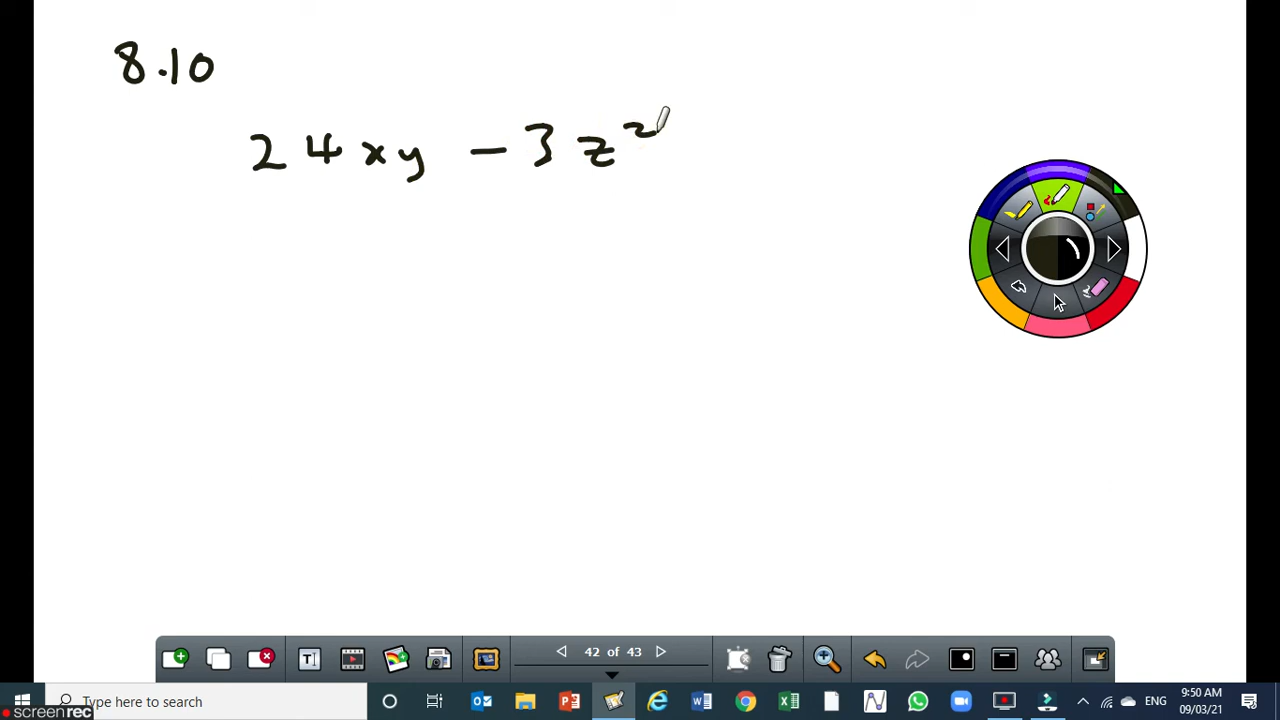 8.10
24xy - 3z²
T
42 of 43
Type here to search
ENG
9:50 AM
09/03/21
screenrec